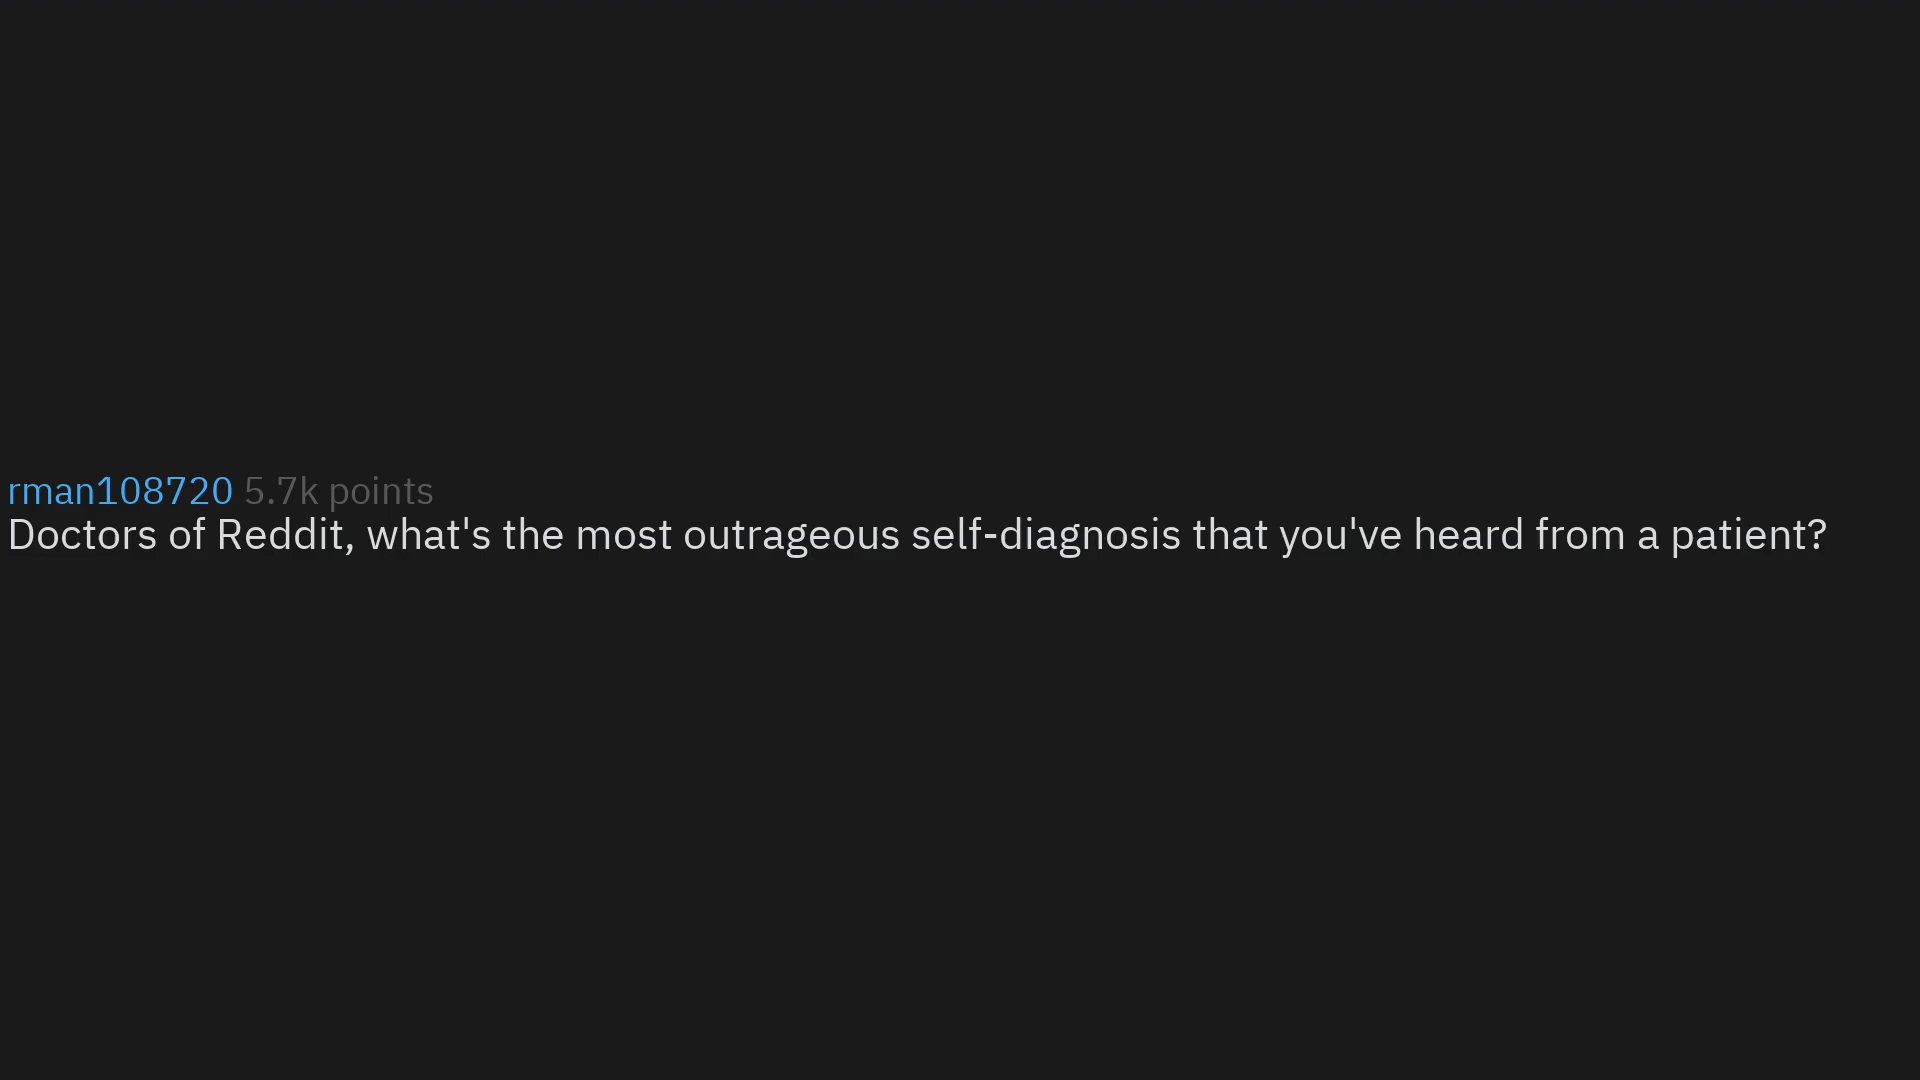 rman108720 5.7k points
Doctors of Reddit, what's the most outrageous self-diagnosis that you've heard from a patient?